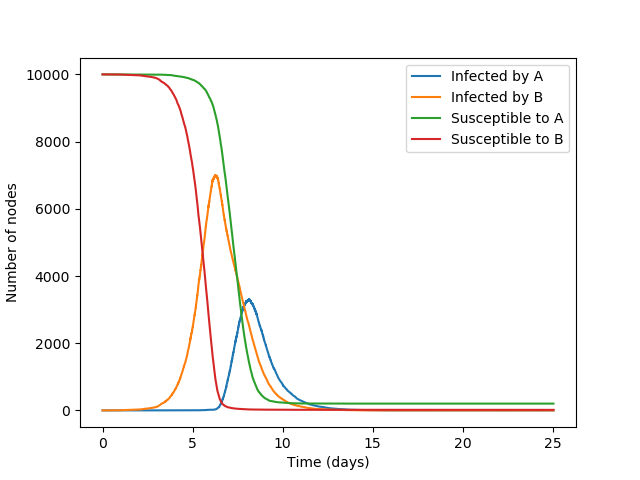 Infected by A
Infected by B
Susceptible to A
Susceptible to B
10000
8000
6000
4000
2000
0
Number of nodes
0 5 10 15 20 25
Time (days)